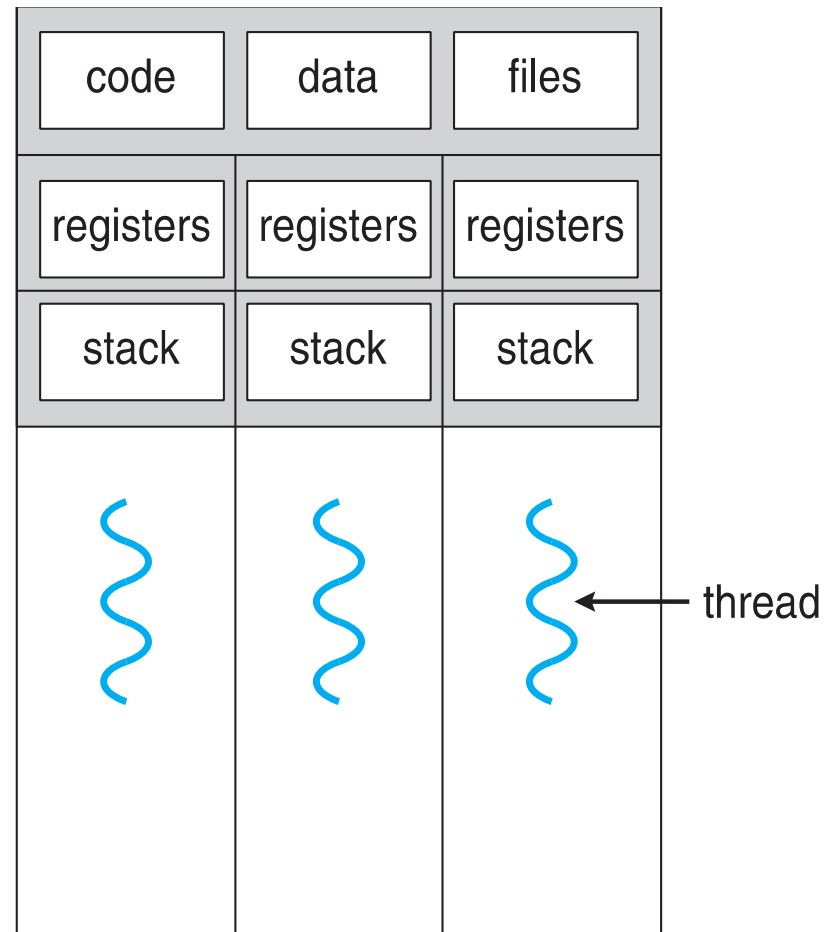 code data files
registers registers registers
stack stack stack
thread